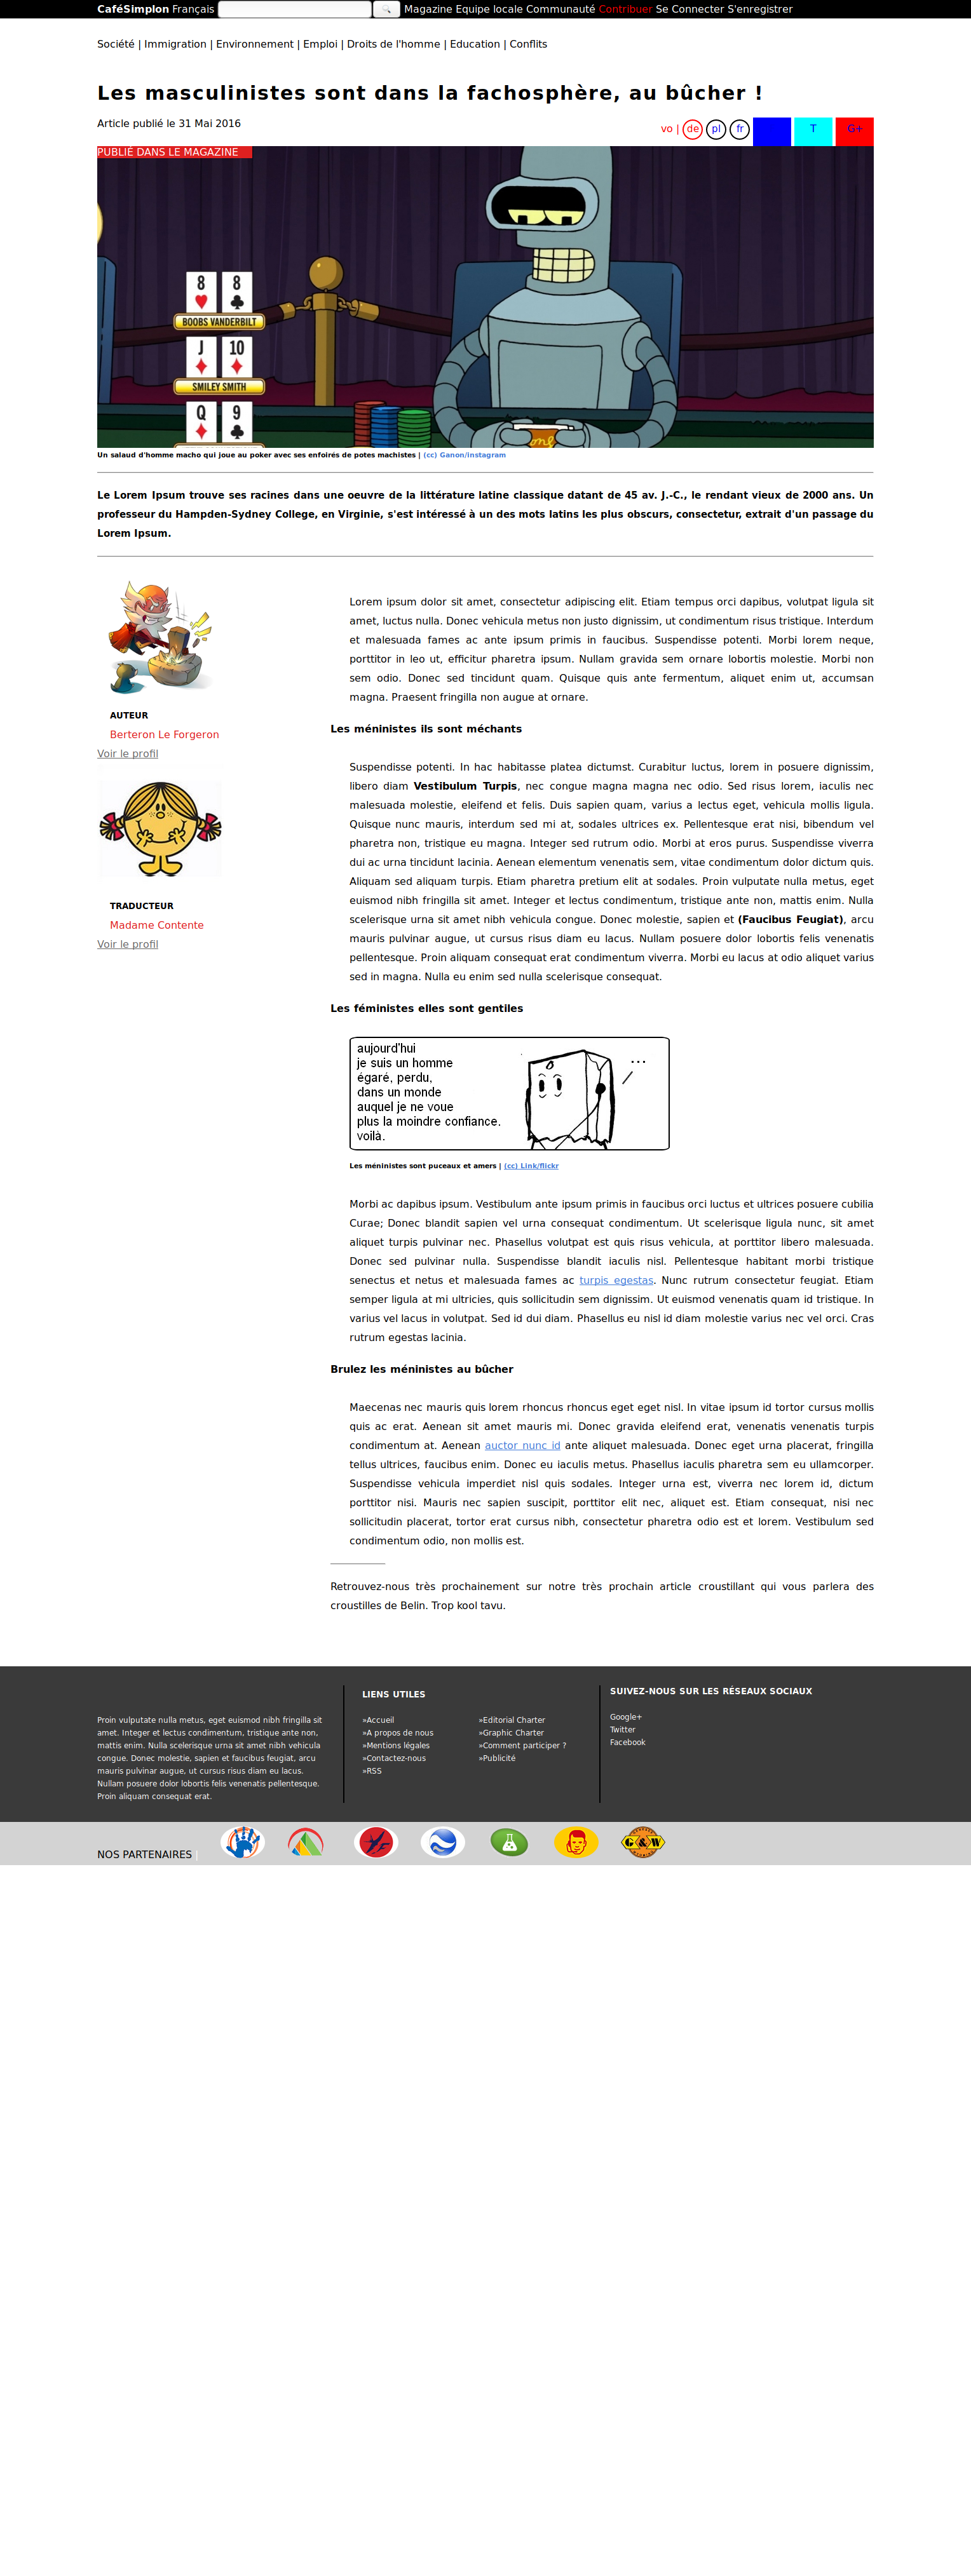 CaféSimplon Français Magazine Equipe locale Communauté Contribuer Se Connecter S'enregistrer
Société | Immigration | Environnement | Emploi | Droits de l'homme | Education | Conflits
Les masculinistes sont dans la fachosphère, au bûcher !
Article publié le 31 Mai 2016
vo | de pl fr T G+
PUBLIÉ DANS LE MAGAZINE
8 8
BOOBS VANDERBILT
J 10
SMILEY SMITH
Q 9
Un salaud d'homme macho qui joue au poker avec ses enfoirés de potes machistes | (cc) Ganon/instagram
Le Lorem Ipsum trouve ses racines dans une oeuvre de la littérature latine classique datant de 45 av. J.-C., le rendant vieux de 2000 ans. Un
professeur du Hampden-Sydney College, en Virginie, s'est intéressé à un des mots latins les plus obscurs, consectetur, extrait d'un passage du
Lorem Ipsum.
AUTEUR
Berteron Le Forgeron
Voir le profil
TRADUCTEUR
Madame Contente
Voir le profil
Lorem ipsum dolor sit amet, consectetur adipiscing elit. Etiam tempus orci dapibus, volutpat ligula sit
amet, luctus nulla. Donec vehicula metus non justo dignissim, ut condimentum risus tristique. Interdum
et malesuada fames ac ante ipsum primis in faucibus. Suspendisse potenti. Morbi lorem neque,
porttitor in leo ut, efficitur pharetra ipsum. Nullam gravida sem ornare lobortis molestie. Morbi non
sem odio. Donec sed tincidunt quam. Quisque quis ante fermentum, aliquet enim ut, accumsan
magna. Praesent fringilla non augue at ornare.
Les méninistes ils sont méchants
Suspendisse potenti. In hac habitasse platea dictumst. Curabitur luctus, lorem in posuere dignissim,
libero diam Vestibulum Turpis, nec congue magna magna nec odio. Sed risus lorem, iaculis nec
malesuada molestie, eleifend et felis. Duis sapien quam, varius a lectus eget, vehicula mollis ligula.
Quisque nunc mauris, interdum sed mi at, sodales ultrices ex. Pellentesque erat nisi, bibendum vel
pharetra non, tristique eu magna. Integer sed rutrum odio. Morbi at eros purus. Suspendisse viverra
dui ac urna tincidunt lacinia. Aenean elementum venenatis sem, vitae condimentum dolor dictum quis.
Aliquam sed aliquam turpis. Etiam pharetra pretium elit at sodales. Proin vulputate nulla metus, eget
euismod nibh fringilla sit amet. Integer et lectus condimentum, tristique ante non, mattis enim. Nulla
scelerisque urna sit amet nibh vehicula congue. Donec molestie, sapien et (Faucibus Feugiat), arcu
mauris pulvinar augue, ut cursus risus diam eu lacus. Nullam posuere dolor lobortis felis venenatis
pellentesque. Proin aliquam consequat erat condimentum viverra. Morbi eu lacus at odio aliquet varius
sed in magna. Nulla eu enim sed nulla scelerisque consequat.
Les féministes elles sont gentiles
aujourd'hui
je suis un homme
égaré, perdu,
dans un monde
auquel je ne voue
plus la moindre confiance.
voilà.
...
Les méninistes sont puceaux et amers | (cc) Link/flickr
Morbi ac dapibus ipsum. Vestibulum ante ipsum primis in faucibus orci luctus et ultrices posuere cubilia
Curae; Donec blandit sapien vel urna consequat condimentum. Ut scelerisque ligula nunc, sit amet
aliquet turpis pulvinar nec. Phasellus volutpat est quis risus vehicula, at porttitor libero malesuada.
Donec sed pulvinar nulla. Suspendisse blandit iaculis nisl. Pellentesque habitant morbi tristique
senectus et netus et malesuada fames ac turpis egestas. Nunc rutrum consectetur feugiat. Etiam
semper ligula at mi ultricies, quis sollicitudin sem dignissim. Ut euismod venenatis quam id tristique. In
varius vel lacus in volutpat. Sed id dui diam. Phasellus eu nisl id diam molestie varius nec vel orci. Cras
rutrum egestas lacinia.
Brulez les méninistes au bûcher
Maecenas nec mauris quis lorem rhoncus rhoncus eget eget nisl. In vitae ipsum id tortor cursus mollis
quis ac erat. Aenean sit amet mauris mi. Donec gravida eleifend erat, venenatis venenatis turpis
condimentum at. Aenean auctor nunc id ante aliquet malesuada. Donec eget urna placerat, fringilla
tellus ultrices, faucibus enim. Donec eu iaculis metus. Phasellus iaculis pharetra sem eu ullamcorper.
Suspendisse vehicula imperdiet nisl quis sodales. Integer urna est, viverra nec lorem id, dictum
porttitor nisi. Mauris nec sapien suscipit, porttitor elit nec, aliquet est. Etiam consequat, nisi nec
sollicitudin placerat, tortor erat cursus nibh, consectetur pharetra odio est et lorem. Vestibulum sed
condimentum odio, non mollis est.
Retrouvez-nous très prochainement sur notre très prochain article croustillant qui vous parlera des
croustilles de Belin. Trop kool tavu.
Proin vulputate nulla metus, eget euismod nibh fringilla sit
amet. Integer et lectus condimentum, tristique ante non,
mattis enim. Nulla scelerisque urna sit amet nibh vehicula
congue. Donec molestie, sapien et faucibus feugiat, arcu
mauris pulvinar augue, ut cursus risus diam eu lacus.
Nullam posuere dolor lobortis felis venenatis pellentesque.
Proin aliquam consequat erat.
LIENS UTILES
»Accueil
»A propos de nous
»Mentions légales
»Contactez-nous
»RSS
»Editorial Charter
»Graphic Charter
»Comment participer ?
»Publicité
SUIVEZ-NOUS SUR LES RÉSEAUX SOCIAUX
Google+
Twitter
Facebook
NOS PARTENAIRES |
G & W